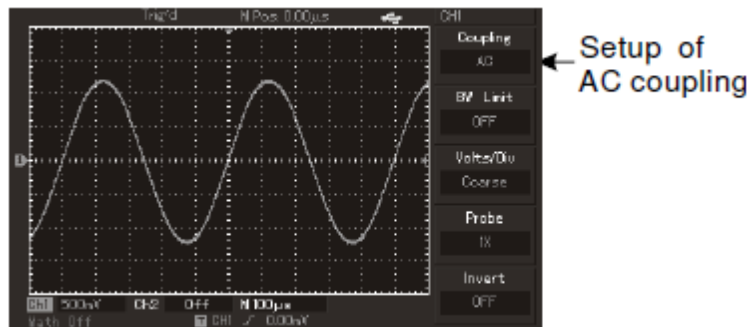 Trig'd M Pos: 0.00μs CH1
Coupling
AC
Setup of
AC coupling
BW Limit
OFF
Volts/Div
Coarse
Probe
1X
Invert
OFF
1
CH1 500mV CH2 Off M 100μs
Math Off T CH1 0.00mV